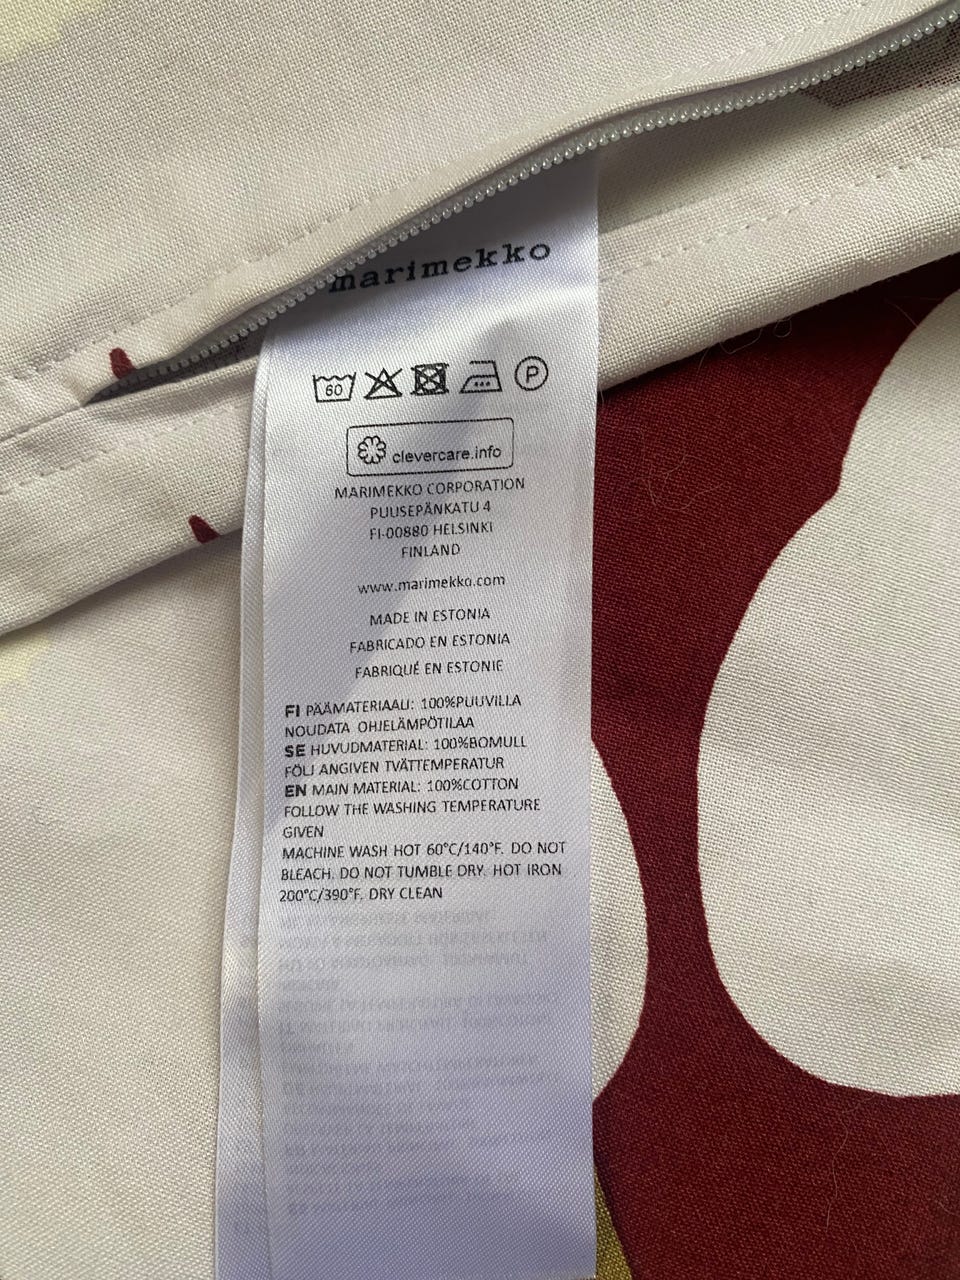 marimekko
60 P
clevercare.info
MARIMEKKO CORPORATION
PUUSEPÄNKATU 4
FI-00880 HELSINKI
FINLAND
www.marimekko.com
MADE IN ESTONIA
FABRICADO EN ESTONIA
FABRIQUÉ EN ESTONIE
FI PÄÄMATERIAALI: 100%PUUVILLA
NOUDATA OHJELÄMPÖTILAA
SE HUVUDMATERIAL: 100%BOMULL
FÖLJ ANGIVEN TVÄTTEMPERATUR
EN MAIN MATERIAL: 100%COTTON
FOLLOW THE WASHING TEMPERATURE
GIVEN
MACHINE WASH HOT 60°C/140°F. DO NOT
BLEACH. DO NOT TUMBLE DRY. HOT IRON
200°C/390°F. DRY CLEAN